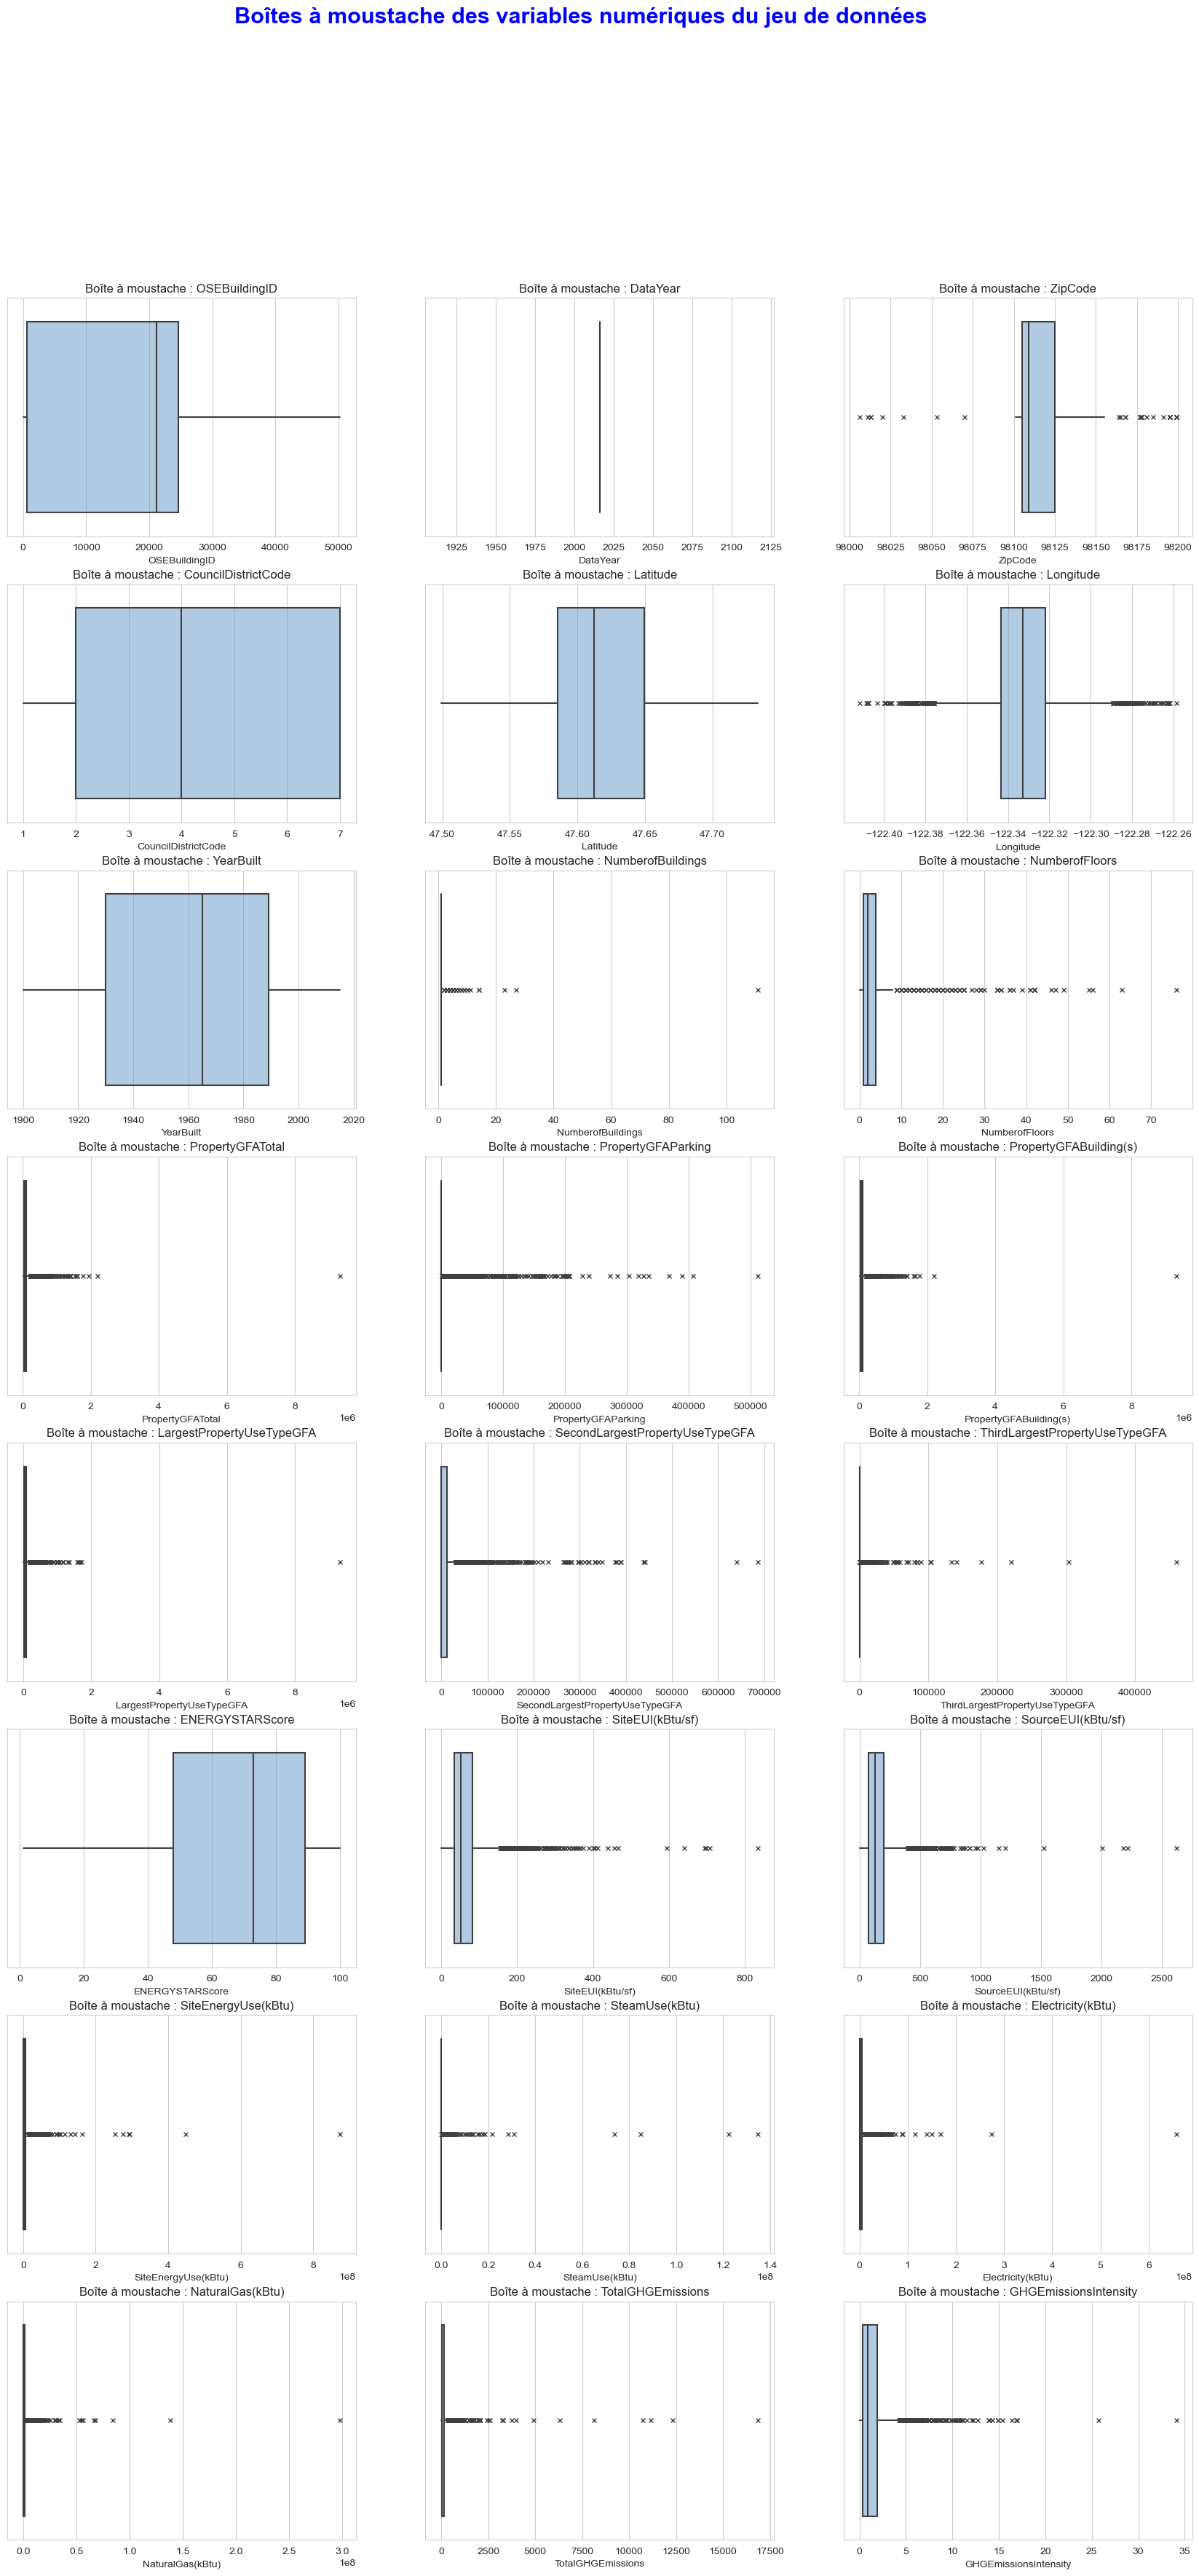 Boîtes à moustache des variables numériques du jeu de données
Boîte à moustache : OSEBuildingID
Boîte à moustache : DataYear
Boîte à moustache : ZipCode
0 10000 20000 30000 40000 50000
1925 1950 1975 2000 2025 2050 2075 2100 2125
98000 98025 98050 98075 98100 98125 98150 98175 98200
OSEBuildingID
DataYear
ZipCode
Boîte à moustache : CouncilDistrictCode
Boîte à moustache : Latitude
Boîte à moustache : Longitude
1 2 3 4 5 6 7
47.50 47.55 47.60 47.65 47.70
−122.40 −122.38 −122.36 −122.34 −122.32 −122.30 −122.28 −122.26
CouncilDistrictCode
Latitude
Longitude
Boîte à moustache : YearBuilt
Boîte à moustache : NumberofBuildings
Boîte à moustache : NumberofFloors
1900 1920 1940 1960 1980 2000 2020
0 20 40 60 80 100
0 10 20 30 40 50 60 70
YearBuilt
NumberofBuildings
NumberofFloors
Boîte à moustache : PropertyGFATotal
Boîte à moustache : PropertyGFAParking
Boîte à moustache : PropertyGFABuilding(s)
0 2 4 6 8
0 100000 200000 300000 400000 500000
0 2 4 6 8
PropertyGFATotal
1e6
PropertyGFAParking
PropertyGFABuilding(s)
1e6
Boîte à moustache : LargestPropertyUseTypeGFA
Boîte à moustache : SecondLargestPropertyUseTypeGFA
Boîte à moustache : ThirdLargestPropertyUseTypeGFA
0 2 4 6 8
0 100000 200000 300000 400000 500000 600000 700000
0 100000 200000 300000 400000
LargestPropertyUseTypeGFA
1e6
SecondLargestPropertyUseTypeGFA
ThirdLargestPropertyUseTypeGFA
Boîte à moustache : ENERGYSTARScore
Boîte à moustache : SiteEUI(kBtu/sf)
Boîte à moustache : SourceEUI(kBtu/sf)
0 20 40 60 80 100
0 200 400 600 800
0 500 1000 1500 2000 2500
ENERGYSTARScore
SiteEUI(kBtu/sf)
SourceEUI(kBtu/sf)
Boîte à moustache : SiteEnergyUse(kBtu)
Boîte à moustache : SteamUse(kBtu)
Boîte à moustache : Electricity(kBtu)
0 2 4 6 8
0.0 0.2 0.4 0.6 0.8 1.0 1.2 1.4
0 1 2 3 4 5 6
SiteEnergyUse(kBtu)
1e8
SteamUse(kBtu)
1e8
Electricity(kBtu)
1e8
Boîte à moustache : NaturalGas(kBtu)
Boîte à moustache : TotalGHGEmissions
Boîte à moustache : GHGEmissionsIntensity
0.0 0.5 1.0 1.5 2.0 2.5 3.0
0 2500 5000 7500 10000 12500 15000 17500
0 5 10 15 20 25 30 35
NaturalGas(kBtu)
1e8
TotalGHGEmissions
GHGEmissionsIntensity